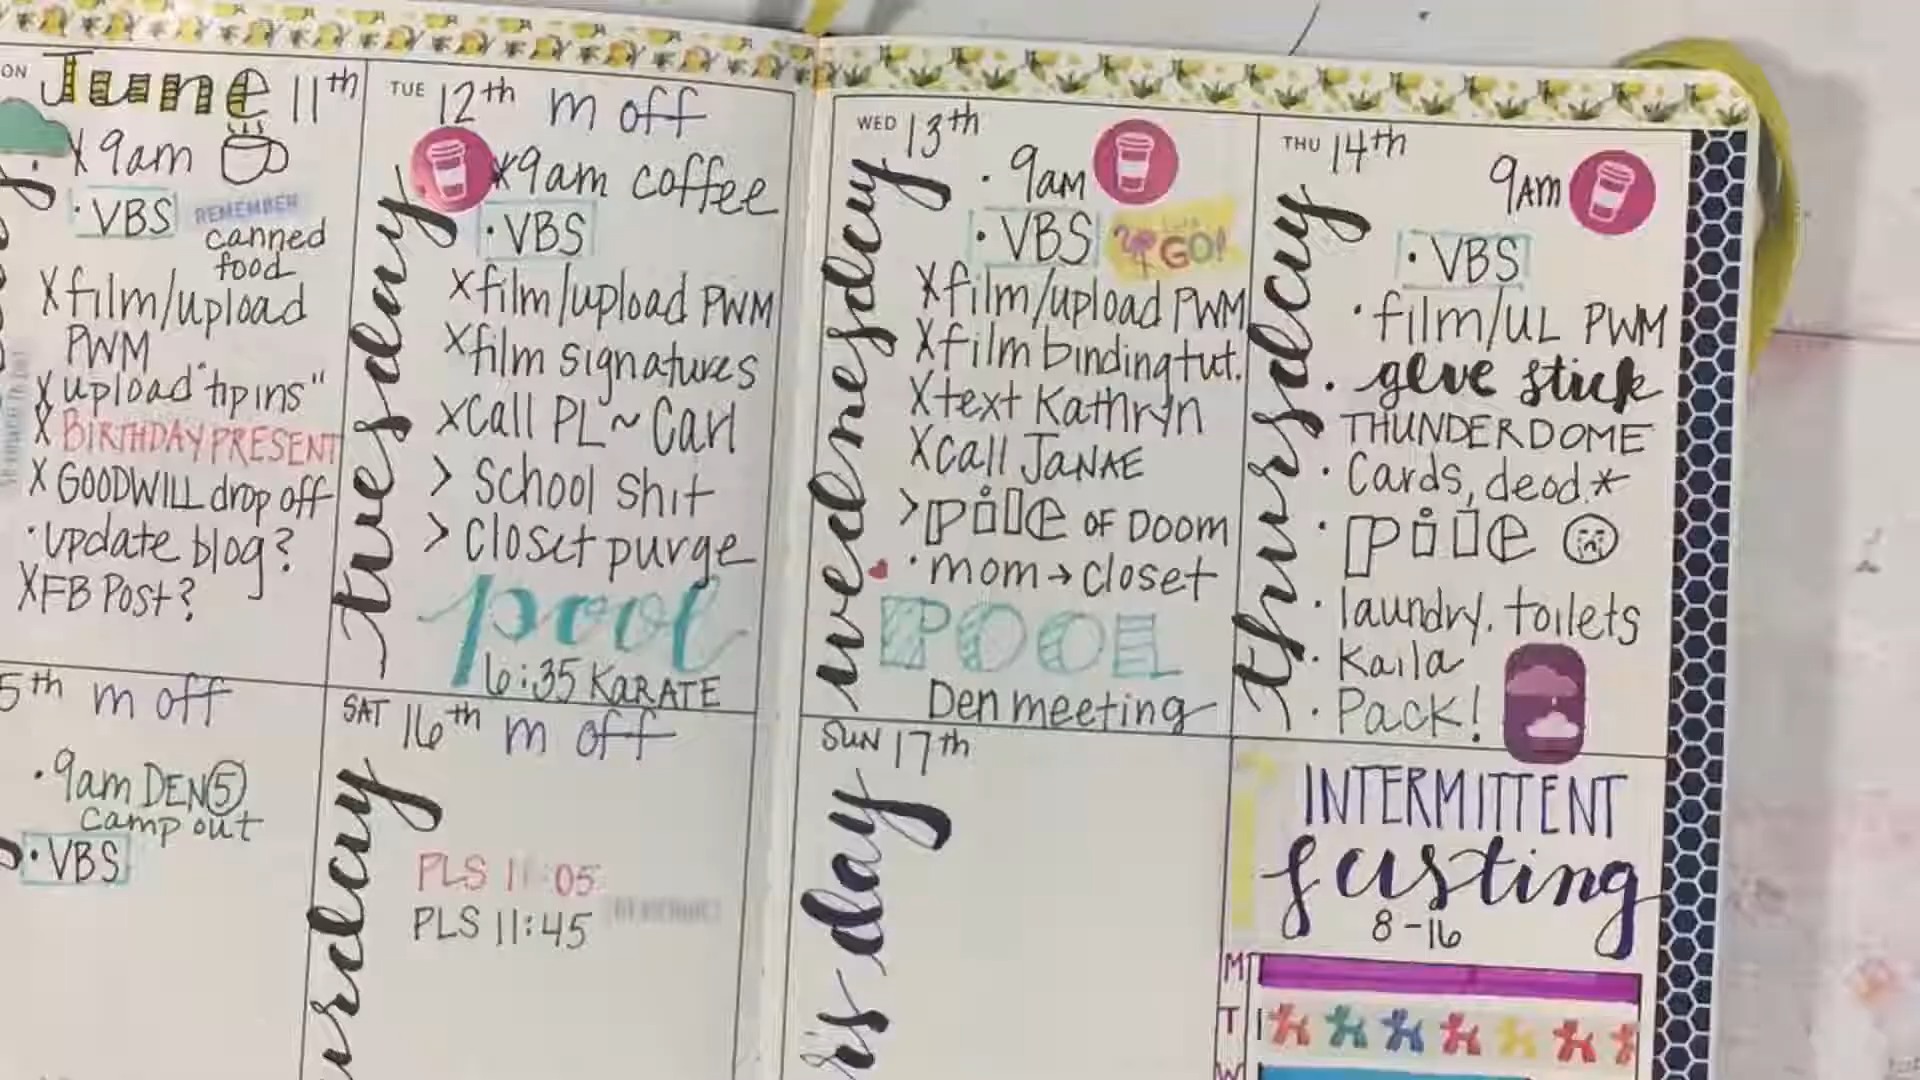 ON June 11th
X 9am
· VBS REMEMBER
canned
food
X film/upload
PWM
X upload "tip ins"
X BIRTHDAY PRESENT
X GOODWILL drop off
· update blog?
X FB Post?
TUE 12th m off
tuesday
*9am coffee
· VBS
X film/upload PWM
X film signatures
X Call PL~ Carl
> School shit
> Closet purge
pool
6:35 KARATE
WED 13th
wednesday
· 9AM
· VBS GO!
X film/upload PWM
X film binding tut.
X text Kathryn
X call JANAE
> pile OF DOOM
· mom → closet
POOL
Den meeting
THU 14th
thursday
9AM
· VBS
· film/UL PWM
· glue stick
THUNDERDOME
· Cards, deod.*
· pile
· laundry. toilets
· Kaila
· Pack!
5th m off
· 9am DEN 5
camp out
· VBS
SAT 16th m off
urday
PLS 11:05
PLS 11:45
SUN 17th
's day
INTERMITTENT
fasting
8-16
M
T
W